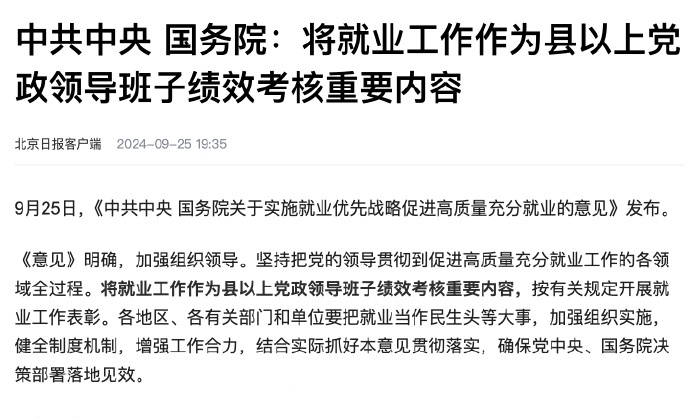 中共中央 国务院：将就业工作作为县以上党
政领导班子绩效考核重要内容
北京日报客户端 2024-09-25 19:35
9月25日，《中共中央 国务院关于实施就业优先战略促进高质量充分就业的意见》发布。
《意见》明确，加强组织领导。坚持把党的领导贯彻到促进高质量充分就业工作的各领
域全过程。将就业工作作为县以上党政领导班子绩效考核重要内容，按有关规定开展就
业工作表彰。各地区、各有关部门和单位要把就业当作民生头等大事，加强组织实施，
健全制度机制，增强工作合力，结合实际抓好本意见贯彻落实，确保党中央、国务院决
策部署落地见效。